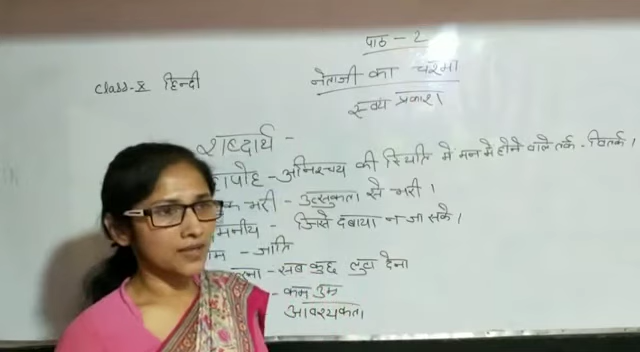 पाठ - 2
Class-X हिन्दी
नेताजी का चश्मा
स्वयं प्रकाश।
शब्दार्थ -
ापोह - अनिश्चय की स्थिति में मन में होने वाले तर्क-वितर्क।
क भरी - उत्सुकता से भरी।
मनीय - जिसे दबाया न जा सके।
ाम - जाति
- सब कुछ लुटा देना
- कम उम्र
आवश्यकता।